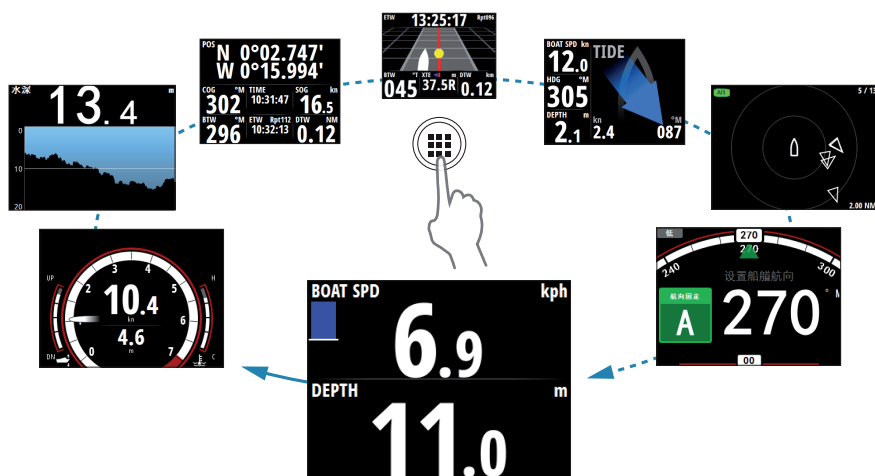 ETW 13:25:17 Rpt096
BTW °T XTE m DTW km
045 37.5R 0.12
POS
N 0°02.747'
W 0°15.994'
COG °M TIME SOG kn
302 10:31:47 16.5
BTW °M ETW Rpt112 DTW NM
296 10:32:13 0.12
BOAT SPD kn TIDE
12.0
HDG °M
305
DEPTH m kn °M
2.1 2.4 087
水深 13.4 m
0
10
20
AIS 5 / 13
2.00 NM
UP H
0 2 3 4 5 6 7
10.4
kn
4.6
m
DN C
BOAT SPD kph
6.9
DEPTH m
11.0
低 270
240 270 300
设置船艏航向
航向固定
A 270 °
00